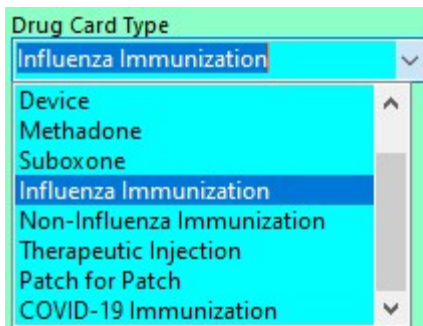 Drug Card Type
Influenza Immunization
Device
Methadone
Suboxone
Influenza Immunization
Non-Influenza Immunization
Therapeutic Injection
Patch for Patch
COVID-19 Immunization